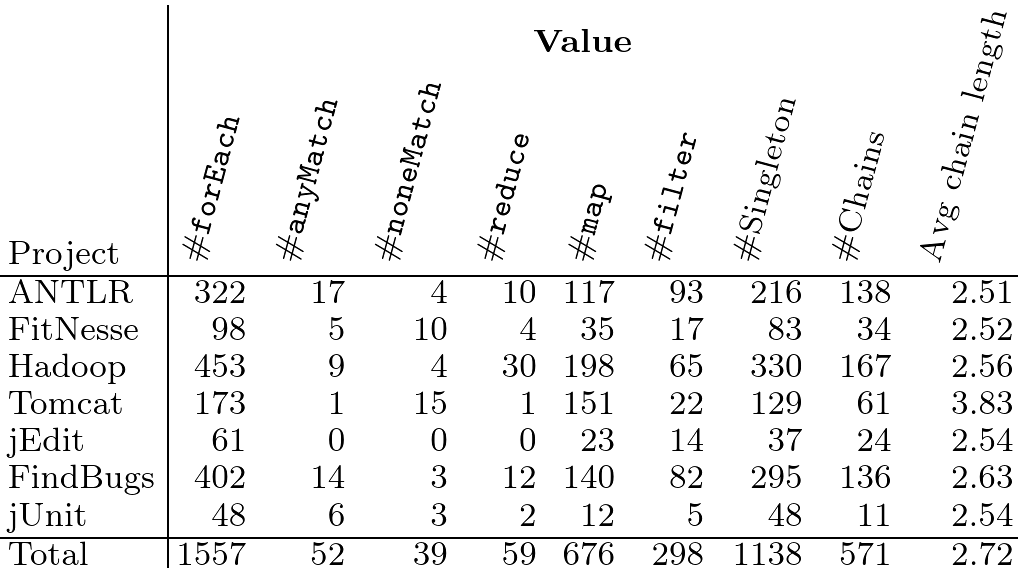 Value
Project #forEach #anyMatch #noneMatch #reduce #map #filter #Singleton #Chains Avg chain length
ANTLR 322 17 4 10 117 93 216 138 2.51
FitNesse 98 5 10 4 35 17 83 34 2.52
Hadoop 453 9 4 30 198 65 330 167 2.56
Tomcat 173 1 15 1 151 22 129 61 3.83
jEdit 61 0 0 0 23 14 37 24 2.54
FindBugs 402 14 3 12 140 82 295 136 2.63
jUnit 48 6 3 2 12 5 48 11 2.54
Total 1557 52 39 59 676 298 1138 571 2.72